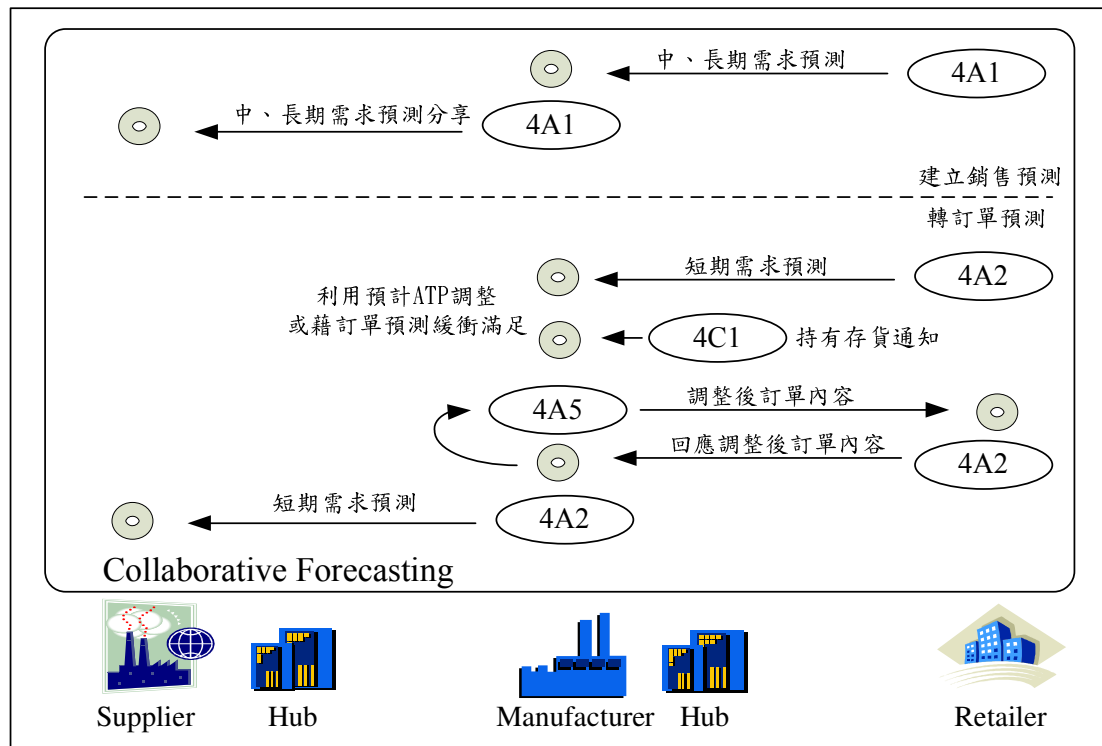 中、長期需求預測
4A1
中、長期需求預測分享
4A1
建立銷售預測
轉訂單預測
短期需求預測
4A2
利用預計ATP調整
或藉訂單預測緩衝滿足
4C1
持有存貨通知
4A5
調整後訂單內容
回應調整後訂單內容
4A2
短期需求預測
4A2
Collaborative Forecasting
Supplier
Hub
Manufacturer
Hub
Retailer